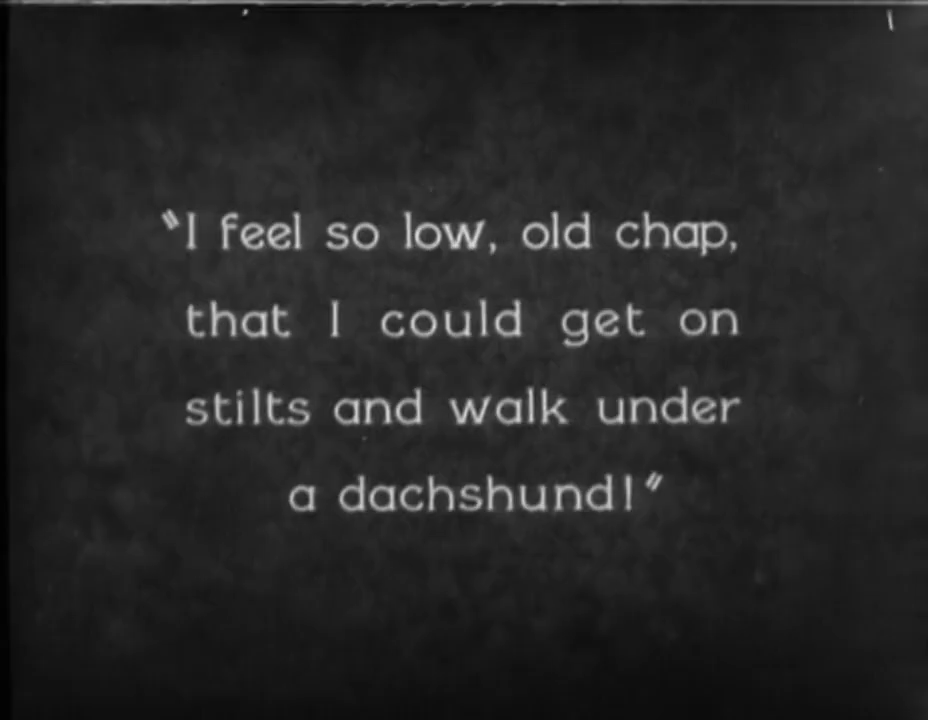 "I feel so low, old chap,
that I could get on
stilts and walk under
a dachshund!"